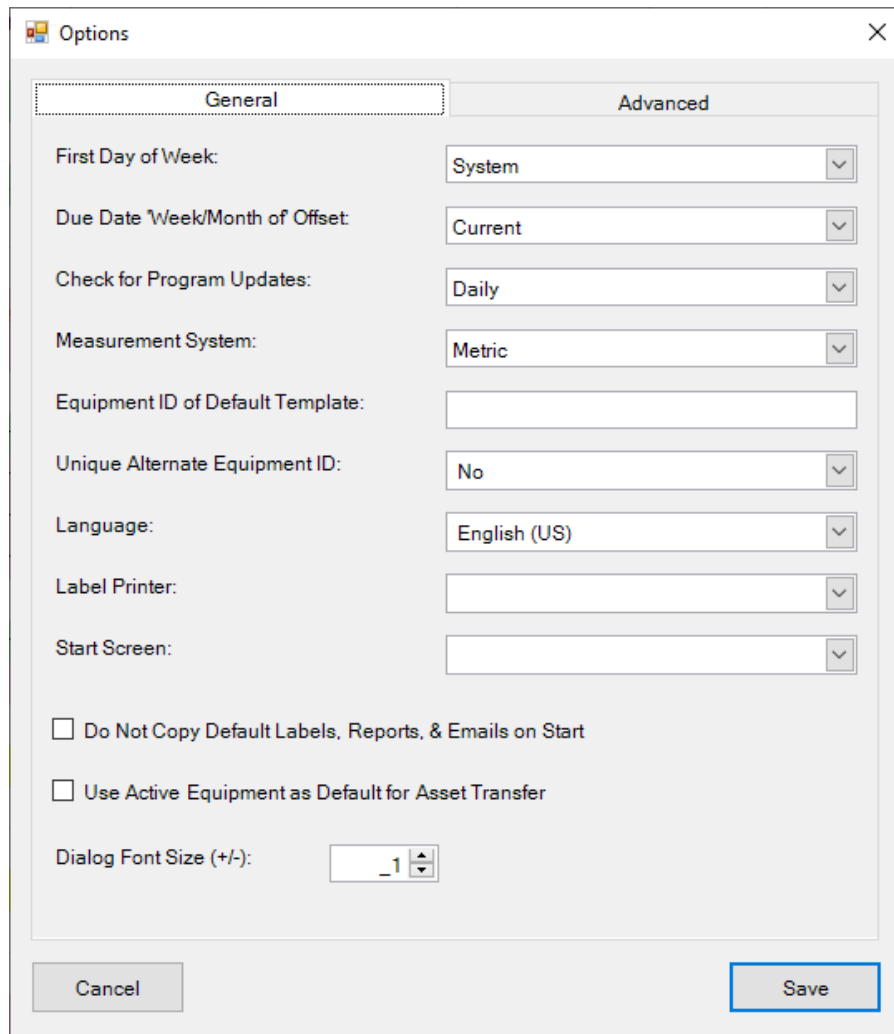 Options
General
Advanced
First Day of Week: System
Due Date 'Week/Month of' Offset: Current
Check for Program Updates: Daily
Measurement System: Metric
Equipment ID of Default Template:
Unique Alternate Equipment ID: No
Language: English (US)
Label Printer:
Start Screen:
Do Not Copy Default Labels, Reports, & Emails on Start
Use Active Equipment as Default for Asset Transfer
Dialog Font Size (+/-): _1
Cancel
Save